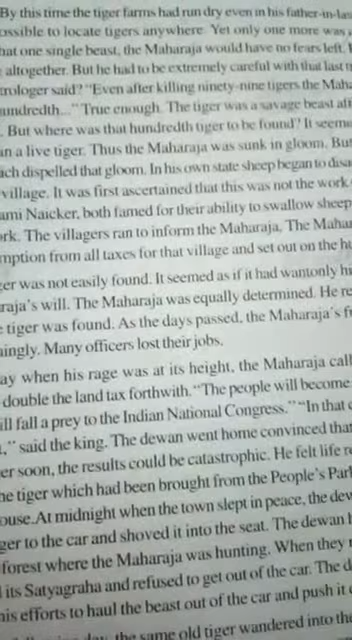 By this time the tiger farms had run dry even in his father-in-law
ossible to locate tigers anywhere. Yet only one more was
hat one single beast, the Maharaja would have no fears left.
altogether. But he had to be extremely careful with that last
trologer said? "Even after killing ninety-nine tigers the Maha
undredth..." True enough. The tiger was a savage beast aft
. But where was that hundredth tiger to be found? It seeme
an a live tiger. Thus the Maharaja was sunk in gloom. But
ach dispelled that gloom. In his own state sheep began to disa
village. It was first ascertained that this was not the work
ami Naicker, both famed for their ability to swallow sheep
rk. The villagers ran to inform the Maharaja, The Mahar
mption from all taxes for that village and set out on the hu
ger was not easily found. It seemed as if it had wantonly hi
raja's will. The Maharaja was equally determined. He re
e tiger was found. As the days passed, the Maharaja's f
ingly. Many officers lost their jobs.
ay when his rage was at its height, the Maharaja call
double the land tax forthwith. "The people will become
ill fall a prey to the Indian National Congress." "In that c
," said the king. The dewan went home convinced that
er soon, the results could be catastrophic. He felt life r
he tiger which had been brought from the People's Park
ouse.At midnight when the town slept in peace, the dew
ger to the car and shoved it into the seat. The dewan
forest where the Maharaja was hunting. When they r
its Satyagraha and refused to get out of the car. The d
his efforts to haul the beast out of the car and push it
day, the same old tiger wandered into the